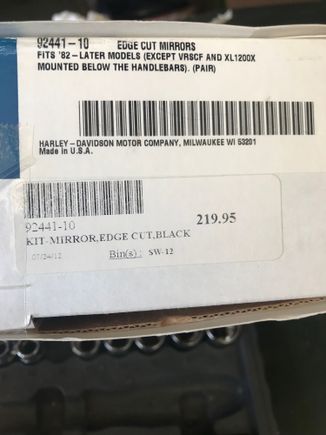 92441-10 EDGE CUT MIRRORS
FITS '82-LATER MODELS (EXCEPT VRSCF AND XL1200X
MOUNTED BELOW THE HANDLEBARS). (PAIR)
HARLEY-DAVIDSON MOTOR COMPANY, MILWAUKEE WI 53201
Made in U.S.A.
92441-10 219.95
KIT-MIRROR,EDGE CUT,BLACK
07/24/12 Bin(s): SW-12